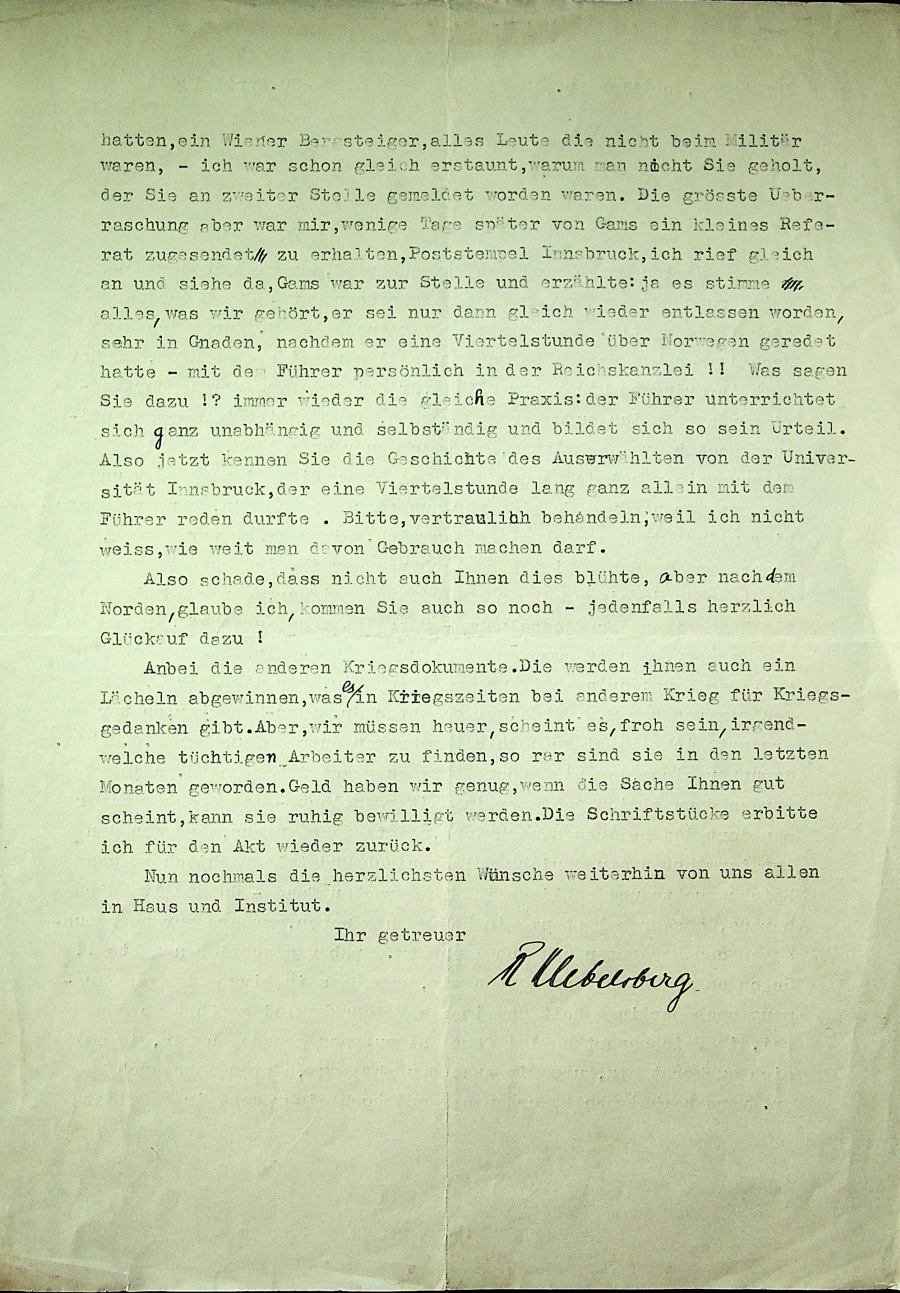 hatten,ein Wiener Bergsteiger,alles Leute die nicht beim Militär
waren, - ich war schon gleich erstaunt,warum man nicht Sie geholt,
der Sie an zweiter Stelle gemeldet worden waren. Die grösste Ueber-
raschung aber war mir,wenige Tage später von Gams ein kleines Refe-
rat zugesendet zu erhalten,Poststempel Innsbruck,ich rief gleich
an und siehe da,Gams war zur Stelle und erzählte: ja es stimme
alles, was wir gehört,er sei nur dann gleich wieder entlassen worden,
sehr in Gnaden, nachdem er eine Viertelstunde über Norwegen geredet
hatte - mit dem Führer persönlich in der Reichskanzlei !! Was sagen
Sie dazu !? immer wieder die gleiche Praxis: der Führer unterrichtet
sich ganz unabhängig und selbständig und bildet sich so sein Urteil.
Also jetzt kennen Sie die Geschichte des Auserwählten von der Univer-
sität Innsbruck,der eine Viertelstunde lang ganz allein mit dem
Führer reden durfte . Bitte,vertraulihh behandeln,weil ich nicht
weiss,wie weit man davon Gebrauch machen darf.
Also schade,dass nicht auch Ihnen dies blühte, aber nach dem
Norden,glaube ich,kommen Sie auch so noch - jedenfalls herzlich
Glückauf dazu !
Anbei die anderen Kriegsdokumente.Die werden ihnen auch ein
Lächeln abgewinnen,was es in Kriegszeiten bei anderem Krieg für Kriegs-
gedanken gibt.Aber,wir müssen heuer,scheint es,froh sein,irgend-
welche tüchtigen Arbeiter zu finden,so rar sind sie in den letzten
Monaten geworden.Geld haben wir genug,wenn die Sache Ihnen gut
scheint,kann sie ruhig bewilligt werden.Die Schriftstücke erbitte
ich für den Akt wieder zurück.
Nun nochmals die herzlichsten Wünsche weiterhin von uns allen
in Haus und Institut.
Ihr getreuer
R Uebelsberg